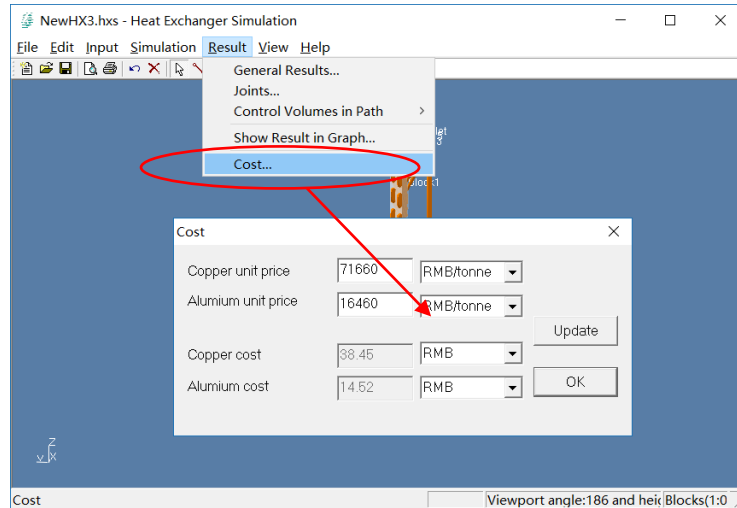 NewHX3.hxs - Heat Exchanger Simulation
File Edit Input Simulation Result View Help
General Results...
Joints...
Control Volumes in Path
Show Result in Graph...
Cost...
Cost
Copper unit price 71660 RMB/tonne
Alumium unit price 16460 RMB/tonne
Update
Copper cost 38.45 RMB
Alumium cost 14.52 RMB
OK
Z
Y X
Cost Viewport angle:186 and heig Blocks(1:0